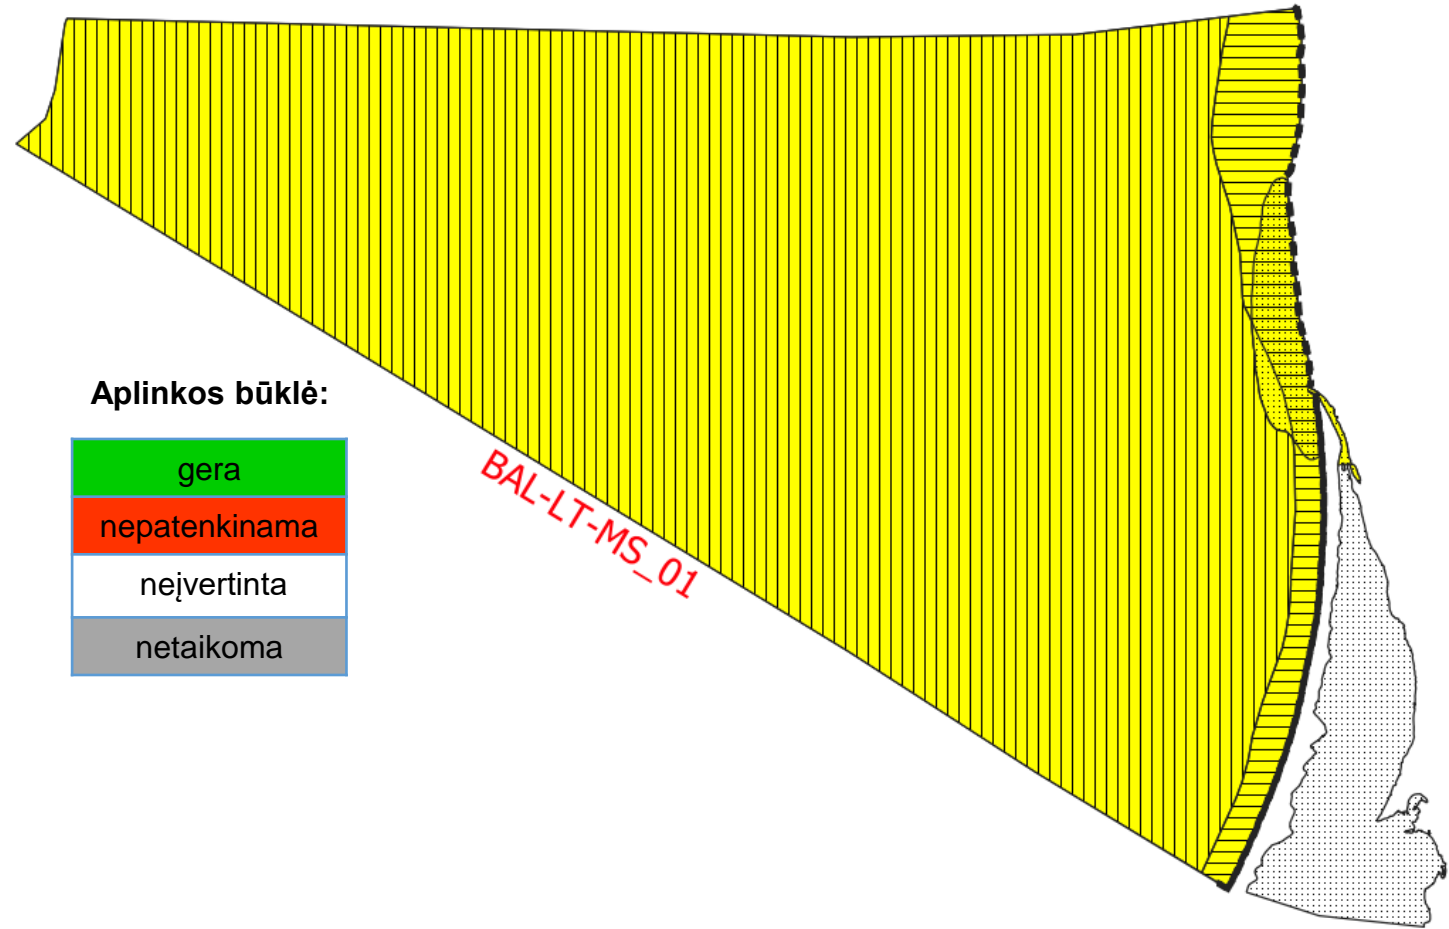 Aplinkos būklė:
gera
nepatenkinama
neįvertinta
netaikoma
BAL-LT-MS_01